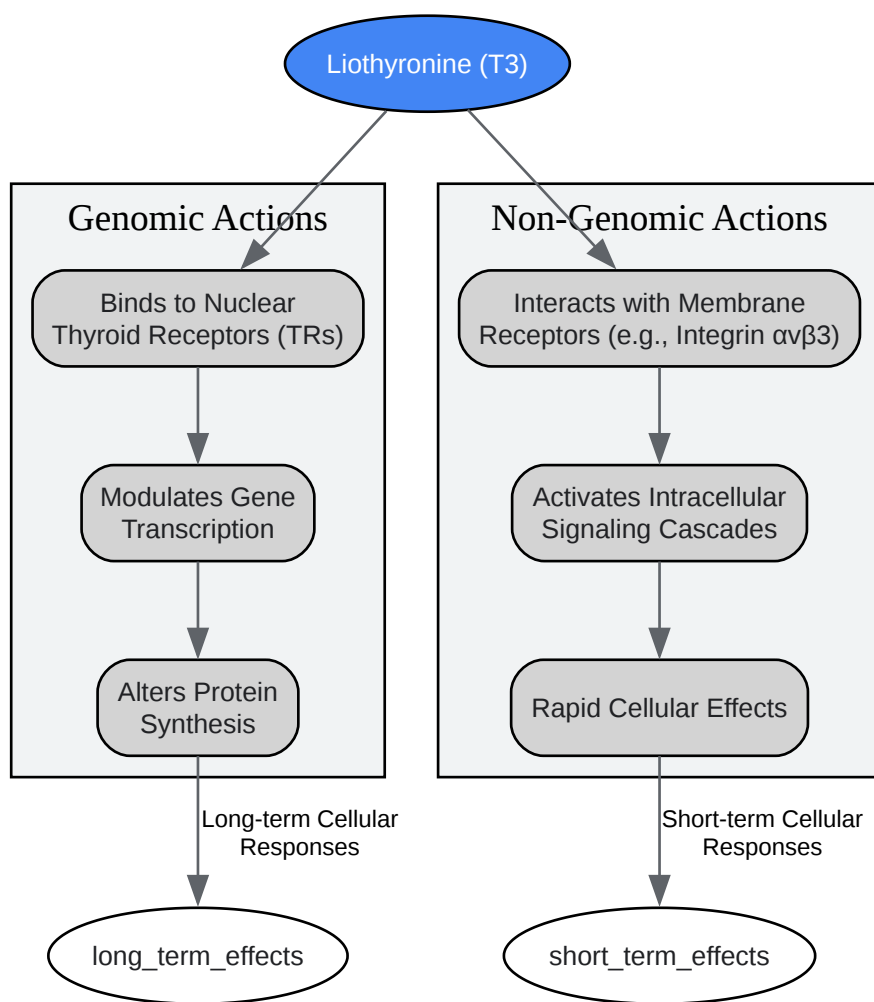 Liothyronine (T3)
Genomic Actions
Binds to Nuclear
Thyroid Receptors (TRs)
Modulates Gene
Transcription
Alters Protein
Synthesis
Long-term Cellular
Responses
long_term_effects
Non-Genomic Actions
Interacts with Membrane
Receptors (e.g., Integrin αvβ3)
Activates Intracellular
Signaling Cascades
Rapid Cellular Effects
Short-term Cellular
Responses
short_term_effects